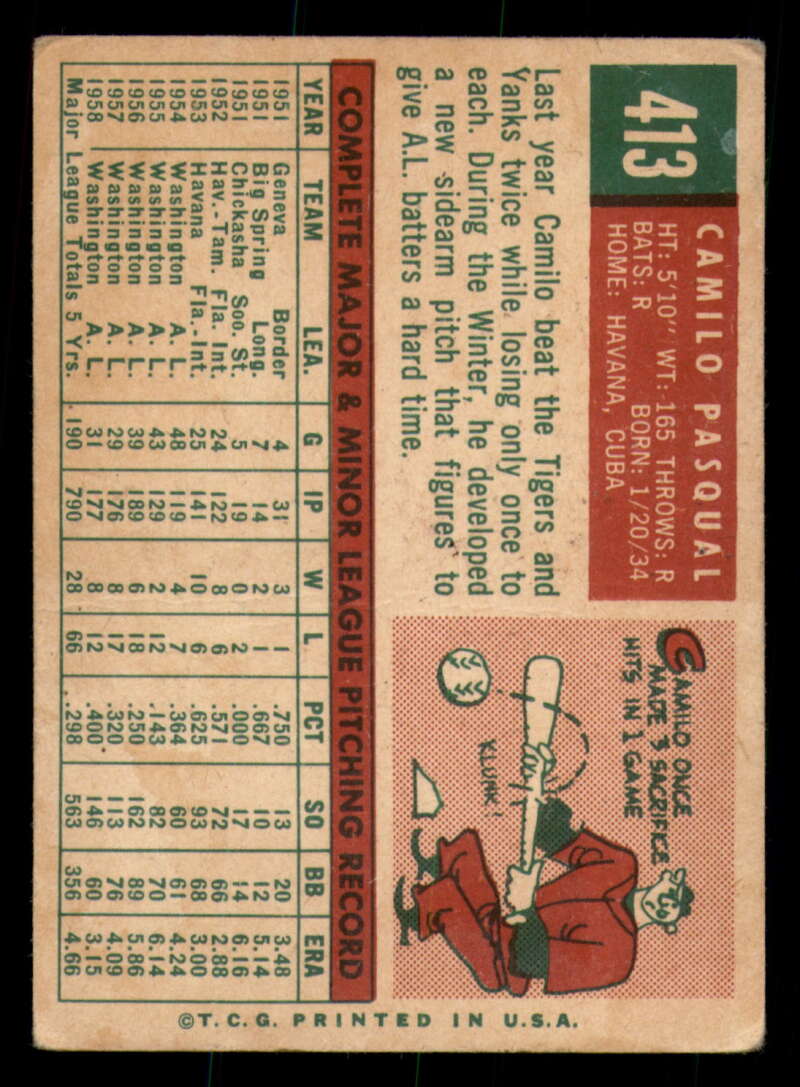 413
CAMILO PASQUAL
HT: 5'10" WT: 165 THROWS: R
BATS: R BORN: 1/20/34
HOME: HAVANA, CUBA
CAMILO ONCE
MADE 3 SACRIFICE
HITS IN 1 GAME
KLUNK!
Last year Camilo beat the Tigers and
Yanks twice while losing only once to
each. During the Winter, he developed
a new sidearm pitch that figures to
give A.L. batters a hard time.
COMPLETE MAJOR & MINOR LEAGUE PITCHING RECORD
YEAR TEAM LEA. G IP W L PCT SO BB ERA
1951 Geneva Border 4 31 3 1 .750 13 20 3.48
1951 Big Spring Long. 7 14 2 1 .667 10 12 5.14
1951 Chickasha Soo. St. 5 19 0 2 .000 17 14 6.16
1952 Hav.-Tam. Fla. Int. 24 122 8 6 .571 72 66 2.88
1953 Havana Fla.-Int. 25 141 10 6 .625 93 68 3.00
1954 Washington A. L. 48 119 4 7 .364 60 61 4.24
1955 Washington A. L. 43 129 2 12 .143 82 70 6.14
1956 Washington A. L. 39 189 6 18 .250 162 89 5.86
1957 Washington A. L. 29 176 8 17 .320 113 76 4.09
1958 Washington A. L. 31 177 8 12 .400 146 60 3.15
Major League Totals 5 Yrs. 190 790 28 66 .298 563 356 4.66
©T.C.G. PRINTED IN U.S.A.